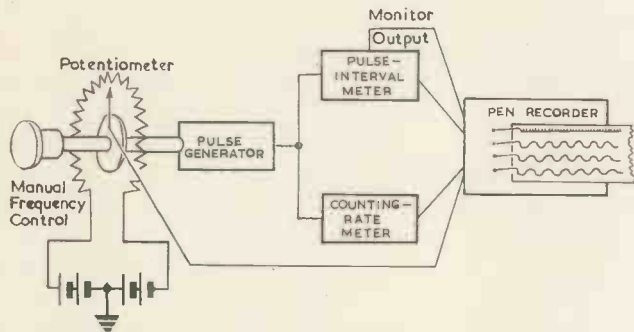 Monitor
Output
Potentiometer
PULSE-
INTERVAL
METER
PEN RECORDER
PULSE
GENERATOR
Manual
Frequency
Control
COUNTING-
RATE
METER